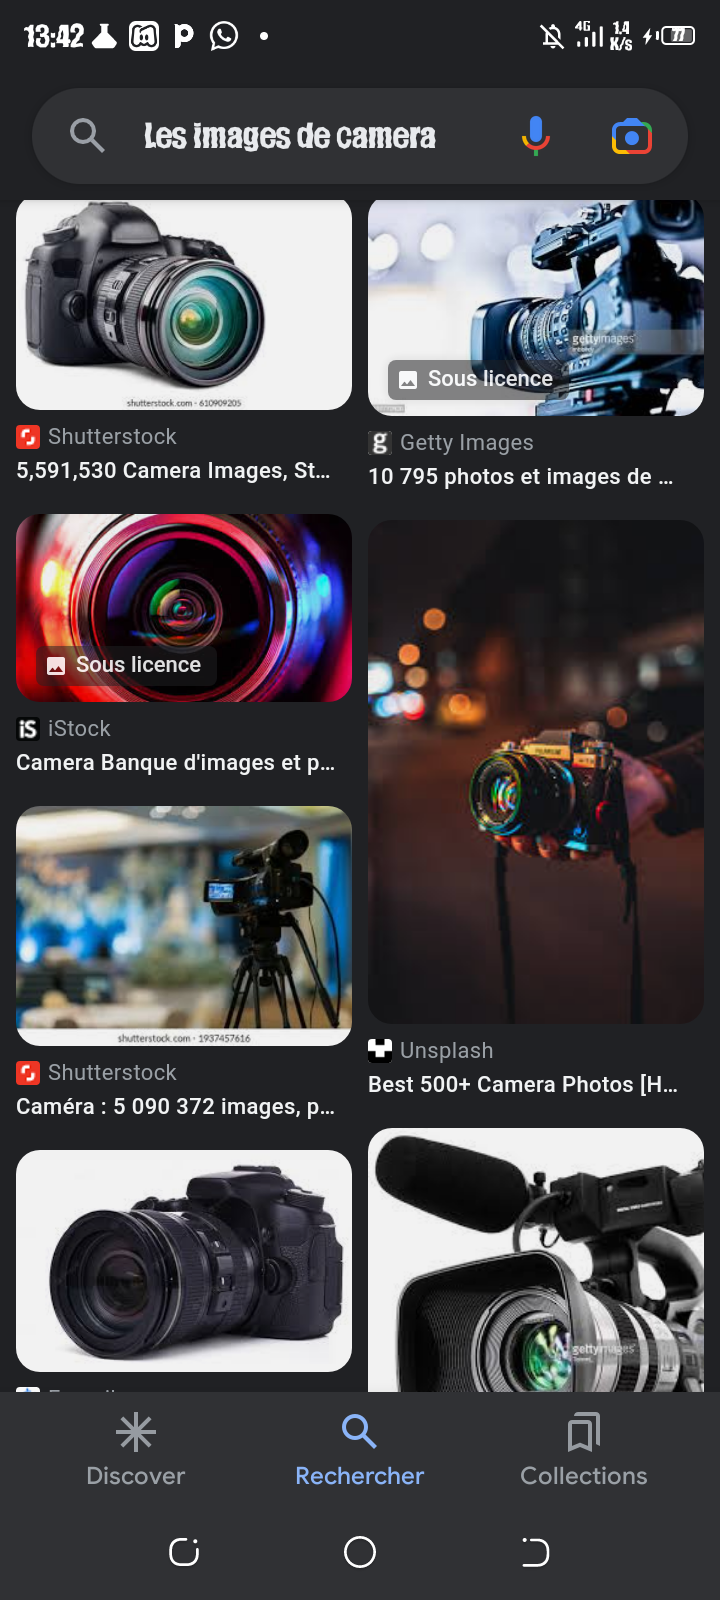 13:42
4G
1.4
K/s
77
Les images de camera
shutterstock.com · 610909205
Shutterstock
5,591,530 Camera Images, St...
gettyimages
Sous licence
Getty Images
10 795 photos et images de ...
Sous licence
iS iStock
Camera Banque d'images et p...
shutterstock.com · 1937457616
Shutterstock
Caméra : 5 090 372 images, p...
Unsplash
Best 500+ Camera Photos [H...
gettyimages
Discover
Rechercher
Collections